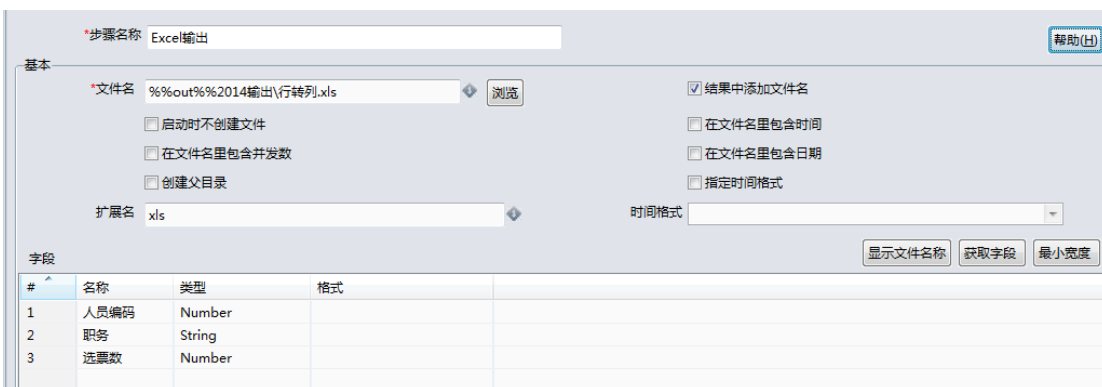 *步骤名称 Excel输出 帮助(H)
基本
*文件名 %%out%%2014输出\行转列.xls 浏览 结果中添加文件名
启动时不创建文件 在文件名里包含时间
在文件名里包含并发数 在文件名里包含日期
创建父目录 指定时间格式
扩展名 xls 时间格式
字段 显示文件名称 获取字段 最小宽度
# 名称 类型 格式
1 人员编码 Number
2 职务 String
3 选票数 Number